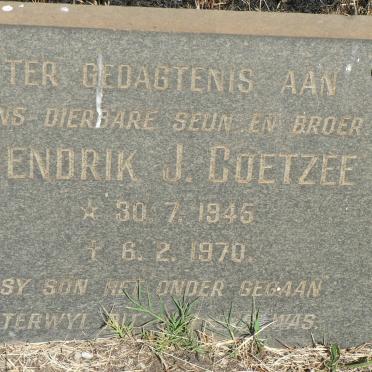 TER GEDAGTENIS AAN
NS DIERBARE SEUN EN BROER
ENDRIK J. COETZEE
☆ 30.7.1945
† 6.2.1970.
SY SON HET ONDER GEGAAN
TERWYL WAS.